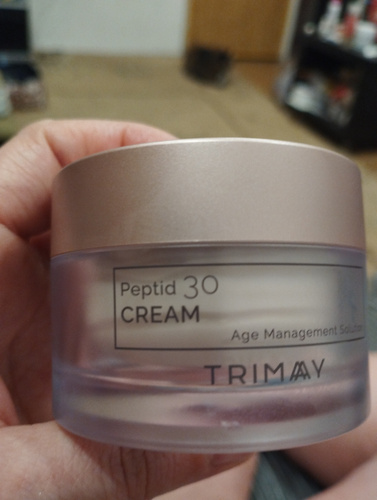 Peptid 30
CREAM
Age Management Solution
TRIMAY